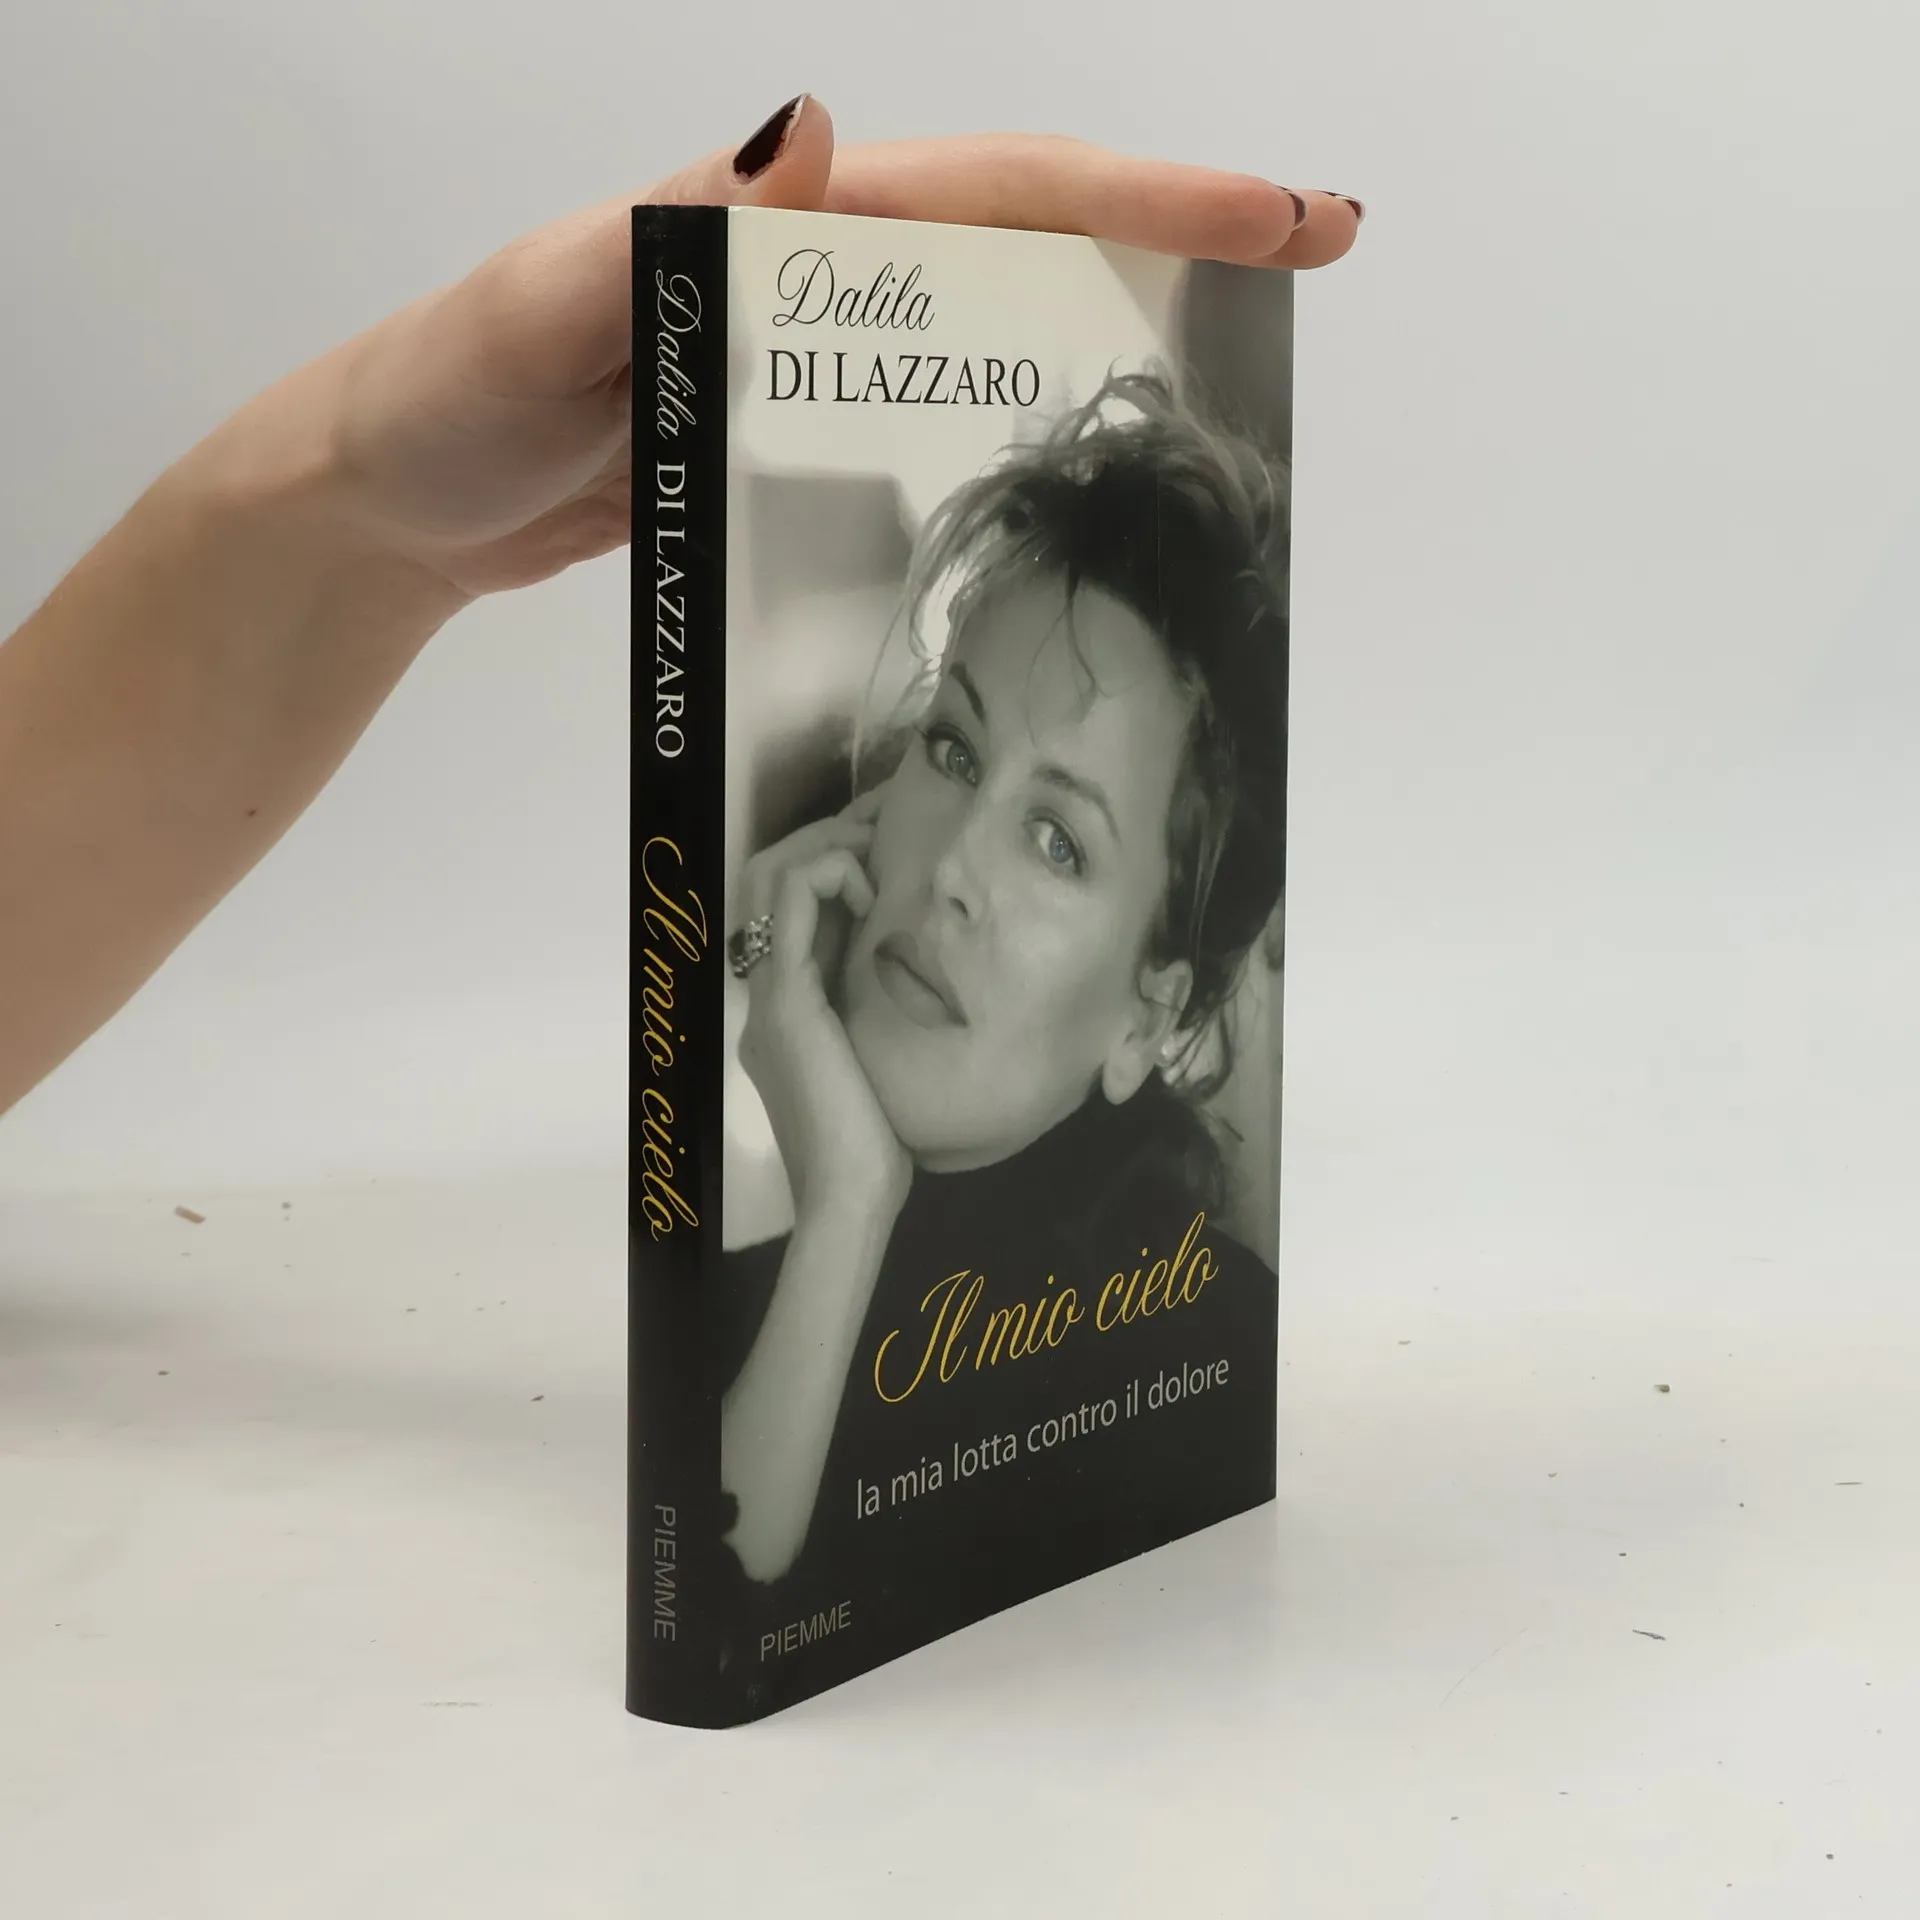 Dalila DI LAZZARO Il mio cielo PIEMME
Dalila
DI LAZZARO
Il mio cielo
la mia lotta contro il dolore
PIEMME